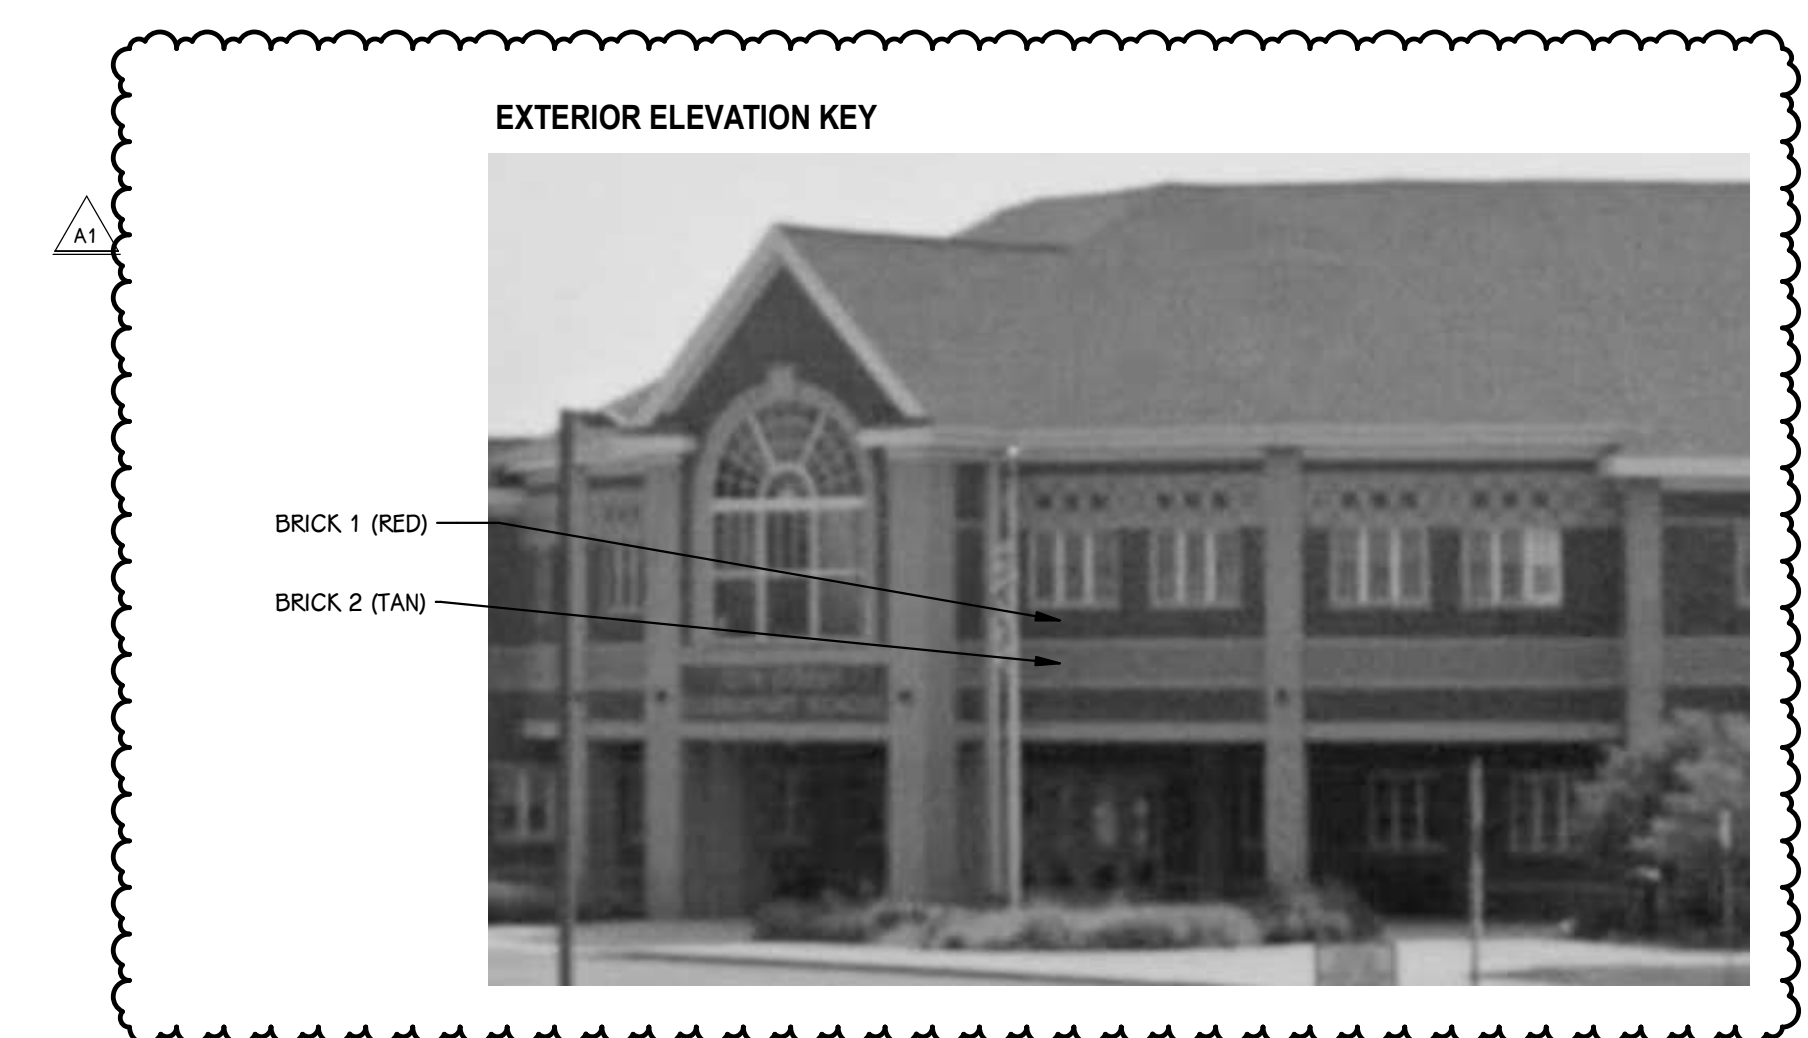 EXTERIOR ELEVATION KEY
A1
BRICK 1 (RED)
BRICK 2 (TAN)